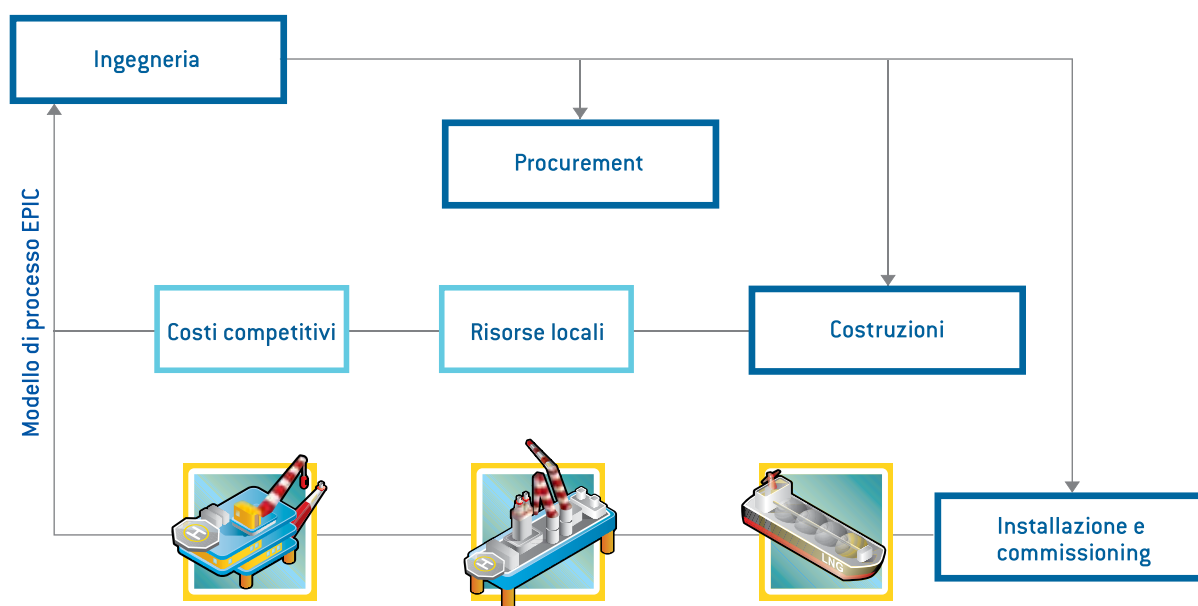 Ingegneria
Procurement
Modello di processo EPIC
Costi competitivi
Risorse locali
Costruzioni
LNG
H
H
Installazione e
commissioning